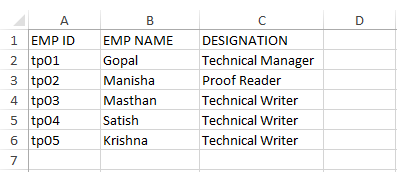 A B C D
1 EMP ID EMP NAME DESIGNATION
2 tp01 Gopal Technical Manager
3 tp02 Manisha Proof Reader
4 tp03 Masthan Technical Writer
5 tp04 Satish Technical Writer
6 tp05 Krishna Technical Writer
7